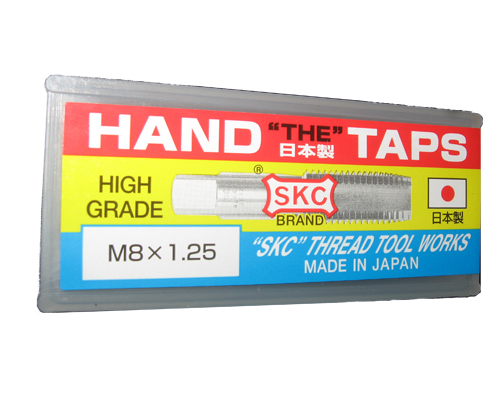 HAND "THE" TAPS
日本製
HIGH
GRADE
®
SKC
BRAND
日本製
M8×1.25
"SKC" THREAD TOOL WORKS
MADE IN JAPAN